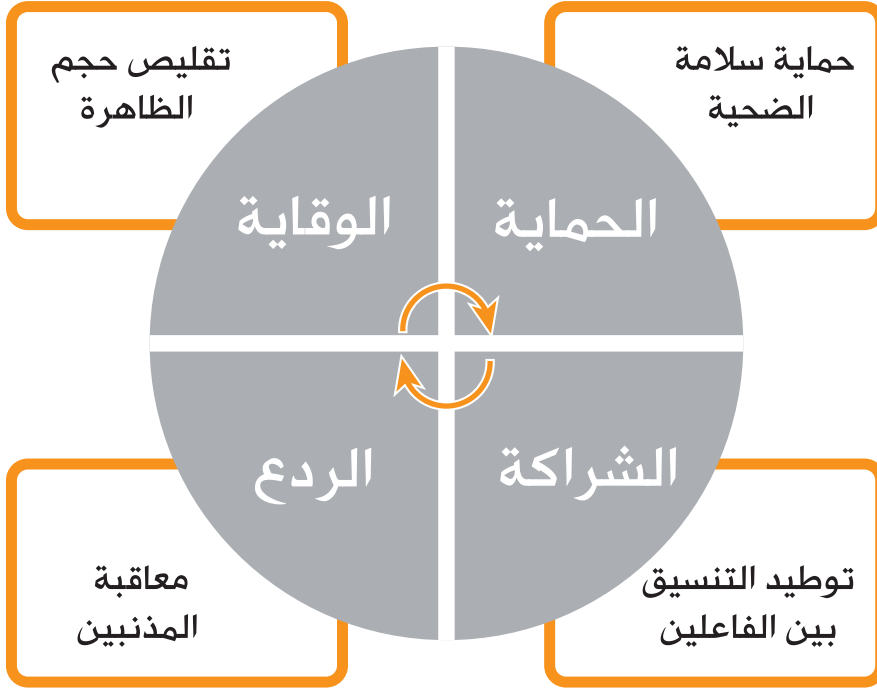 حماية سلامة
الضحية
تقليص حجم
الظاهرة
الحماية
الوقاية
الشراكة
الردع
توطيد التنسيق
بين الفاعلين
معاقبة
المذنبين